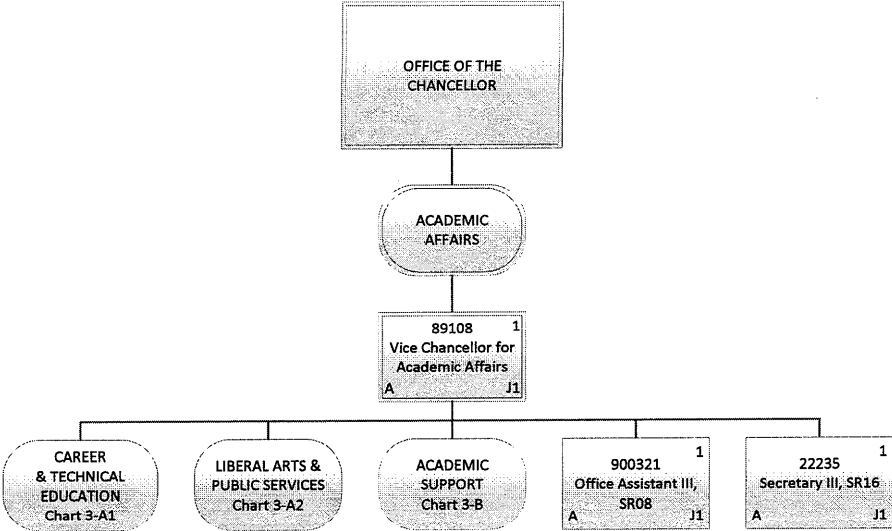 OFFICE OF THE
CHANCELLOR
ACADEMIC
AFFAIRS
89108 1
Vice Chancellor for
Academic Affairs
A J1
CAREER
& TECHNICAL
EDUCATION
Chart 3-A1
LIBERAL ARTS &
PUBLIC SERVICES
Chart 3-A2
ACADEMIC
SUPPORT
Chart 3-B
1
900321
Office Assistant III,
SR08
A J1
1
22235
Secretary III, SR16
A J1